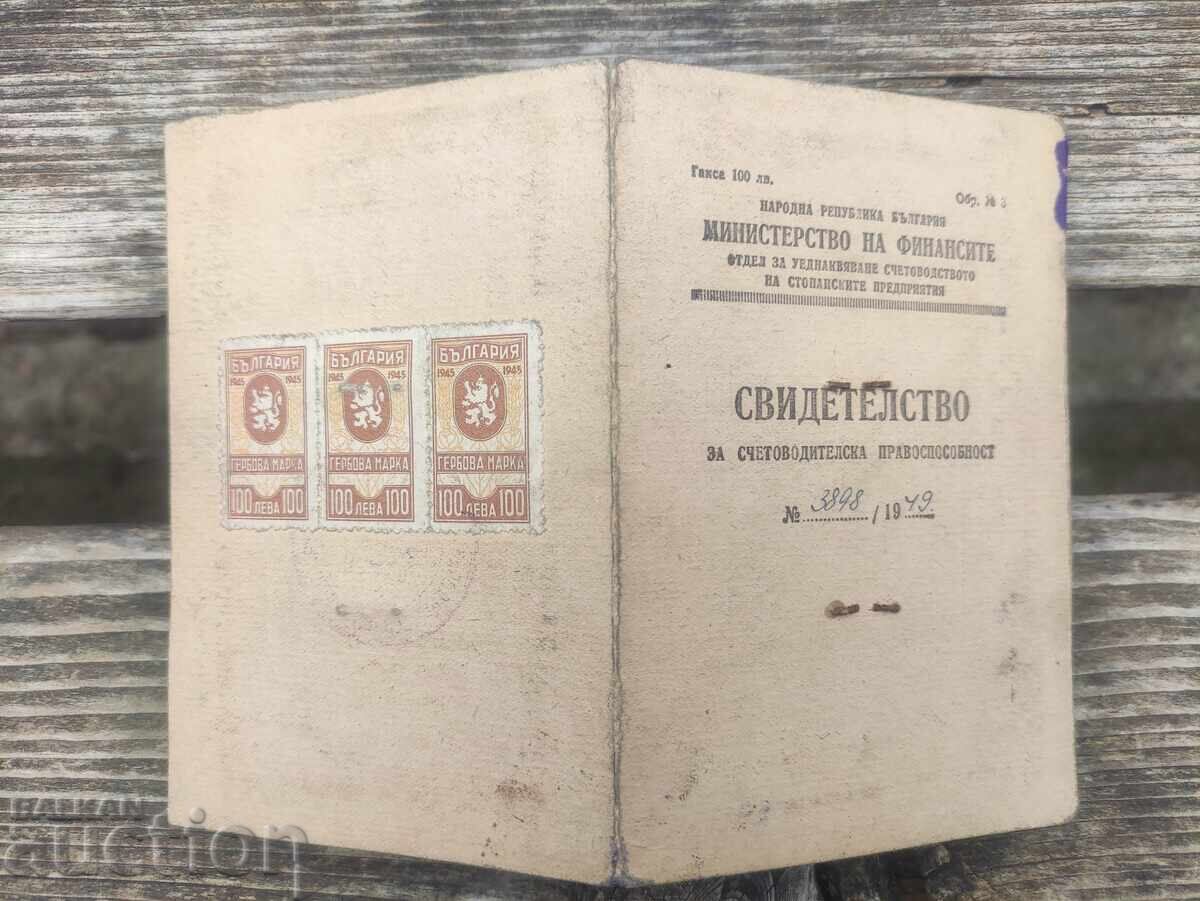 БЪЛГАРИЯ
1945 1945
ГЕРБОВА МАРКА
100 ЛЕВА 100
БЪЛГАРИЯ
1945 1945
ГЕРБОВА МАРКА
100 ЛЕВА 100
БЪЛГАРИЯ
1945 1945
ГЕРБОВА МАРКА
100 ЛЕВА 100
Такса 100 лв.
Обр. № 3
НАРОДНА РЕПУБЛИКА БЪЛГАРИЯ
МИНИСТЕРСТВО НА ФИНАНСИТЕ
ОТДЕЛ ЗА УЕДНАКВЯВАНЕ СЧЕТОВОДСТВОТО
НА СТОПАНСКИТЕ ПРЕДПРИЯТИЯ
СВИДЕТЕЛСТВО
ЗА СЧЕТОВОДИТЕЛСКА ПРАВОСПОСОБНОСТ
№ 3898 / 1949.
BALKAN
auction